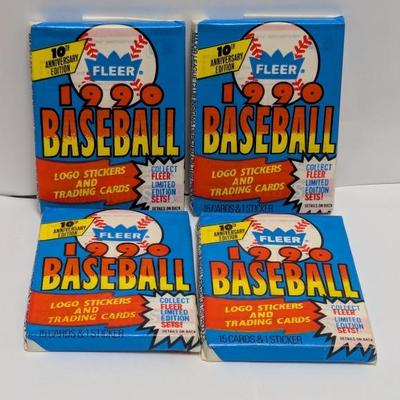 10TH
ANNIVERSARY
EDITION
FLEER
1990
BASEBALL
LOGO STICKERS
AND
TRADING CARDS
COLLECT
FLEER
LIMITED
EDITION
SETS!
DETAILS ON BACK
10TH
ANNIVERSARY
EDITION
FLEER
1990
BASEBALL
LOGO STICKERS
AND
TRADING CARDS
COLLECT
FLEER
LIMITED
EDITION
SETS!
DETAILS ON BACK
15 CARDS & 1 STICKER
10TH
ANNIVERSARY
EDITION
FLEER
1990
BASEBALL
LOGO STICKERS
AND
TRADING CARDS
COLLECT
FLEER
LIMITED
EDITION
SETS!
DETAILS ON BACK
15 CARDS & 1 STICKER
10TH
ANNIVERSARY
EDITION
FLEER
1990
BASEBALL
LOGO STICKERS
AND
TRADING CARDS
COLLECT
FLEER
LIMITED
EDITION
SETS!
DETAILS ON BACK
15 CARDS & 1 STICKER